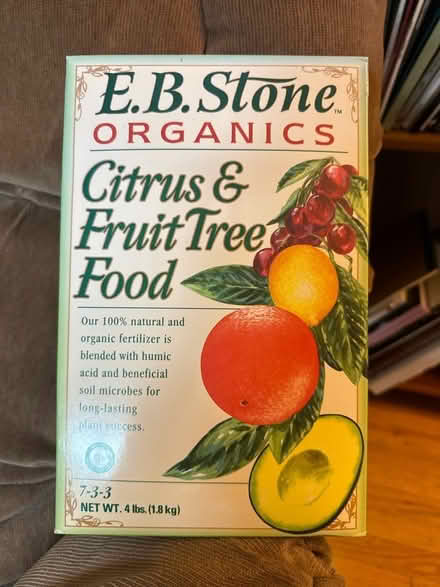 E.B. Stone™
ORGANICS
Citrus &
Fruit Tree
Food
Our 100% natural and
organic fertilizer is
blended with humic
acid and beneficial
soil microbes for
long-lasting
plant success.
7-3-3
NET WT. 4 lbs. (1.8 kg)